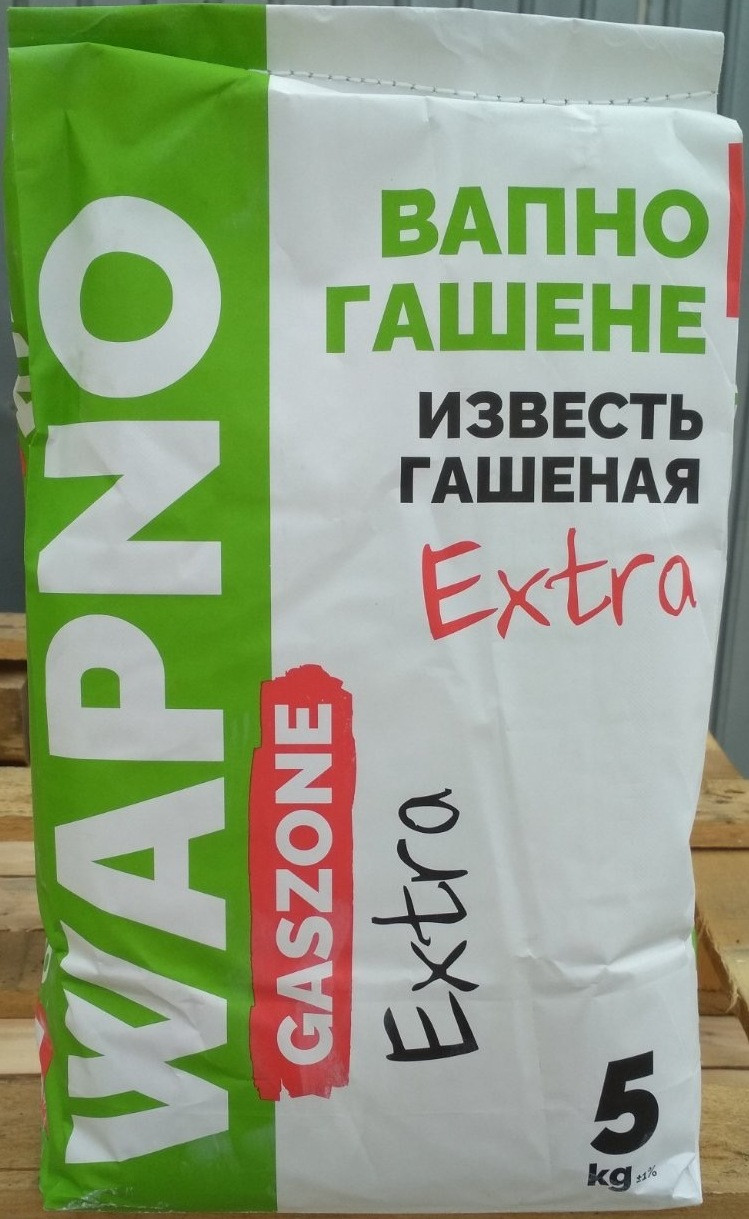 ВАПНО
ГАШЕНЕ
ИЗВЕСТЬ
ГАШЕНАЯ
Extra
WAPNO
GASZONE
Extra
5
kg ±1%